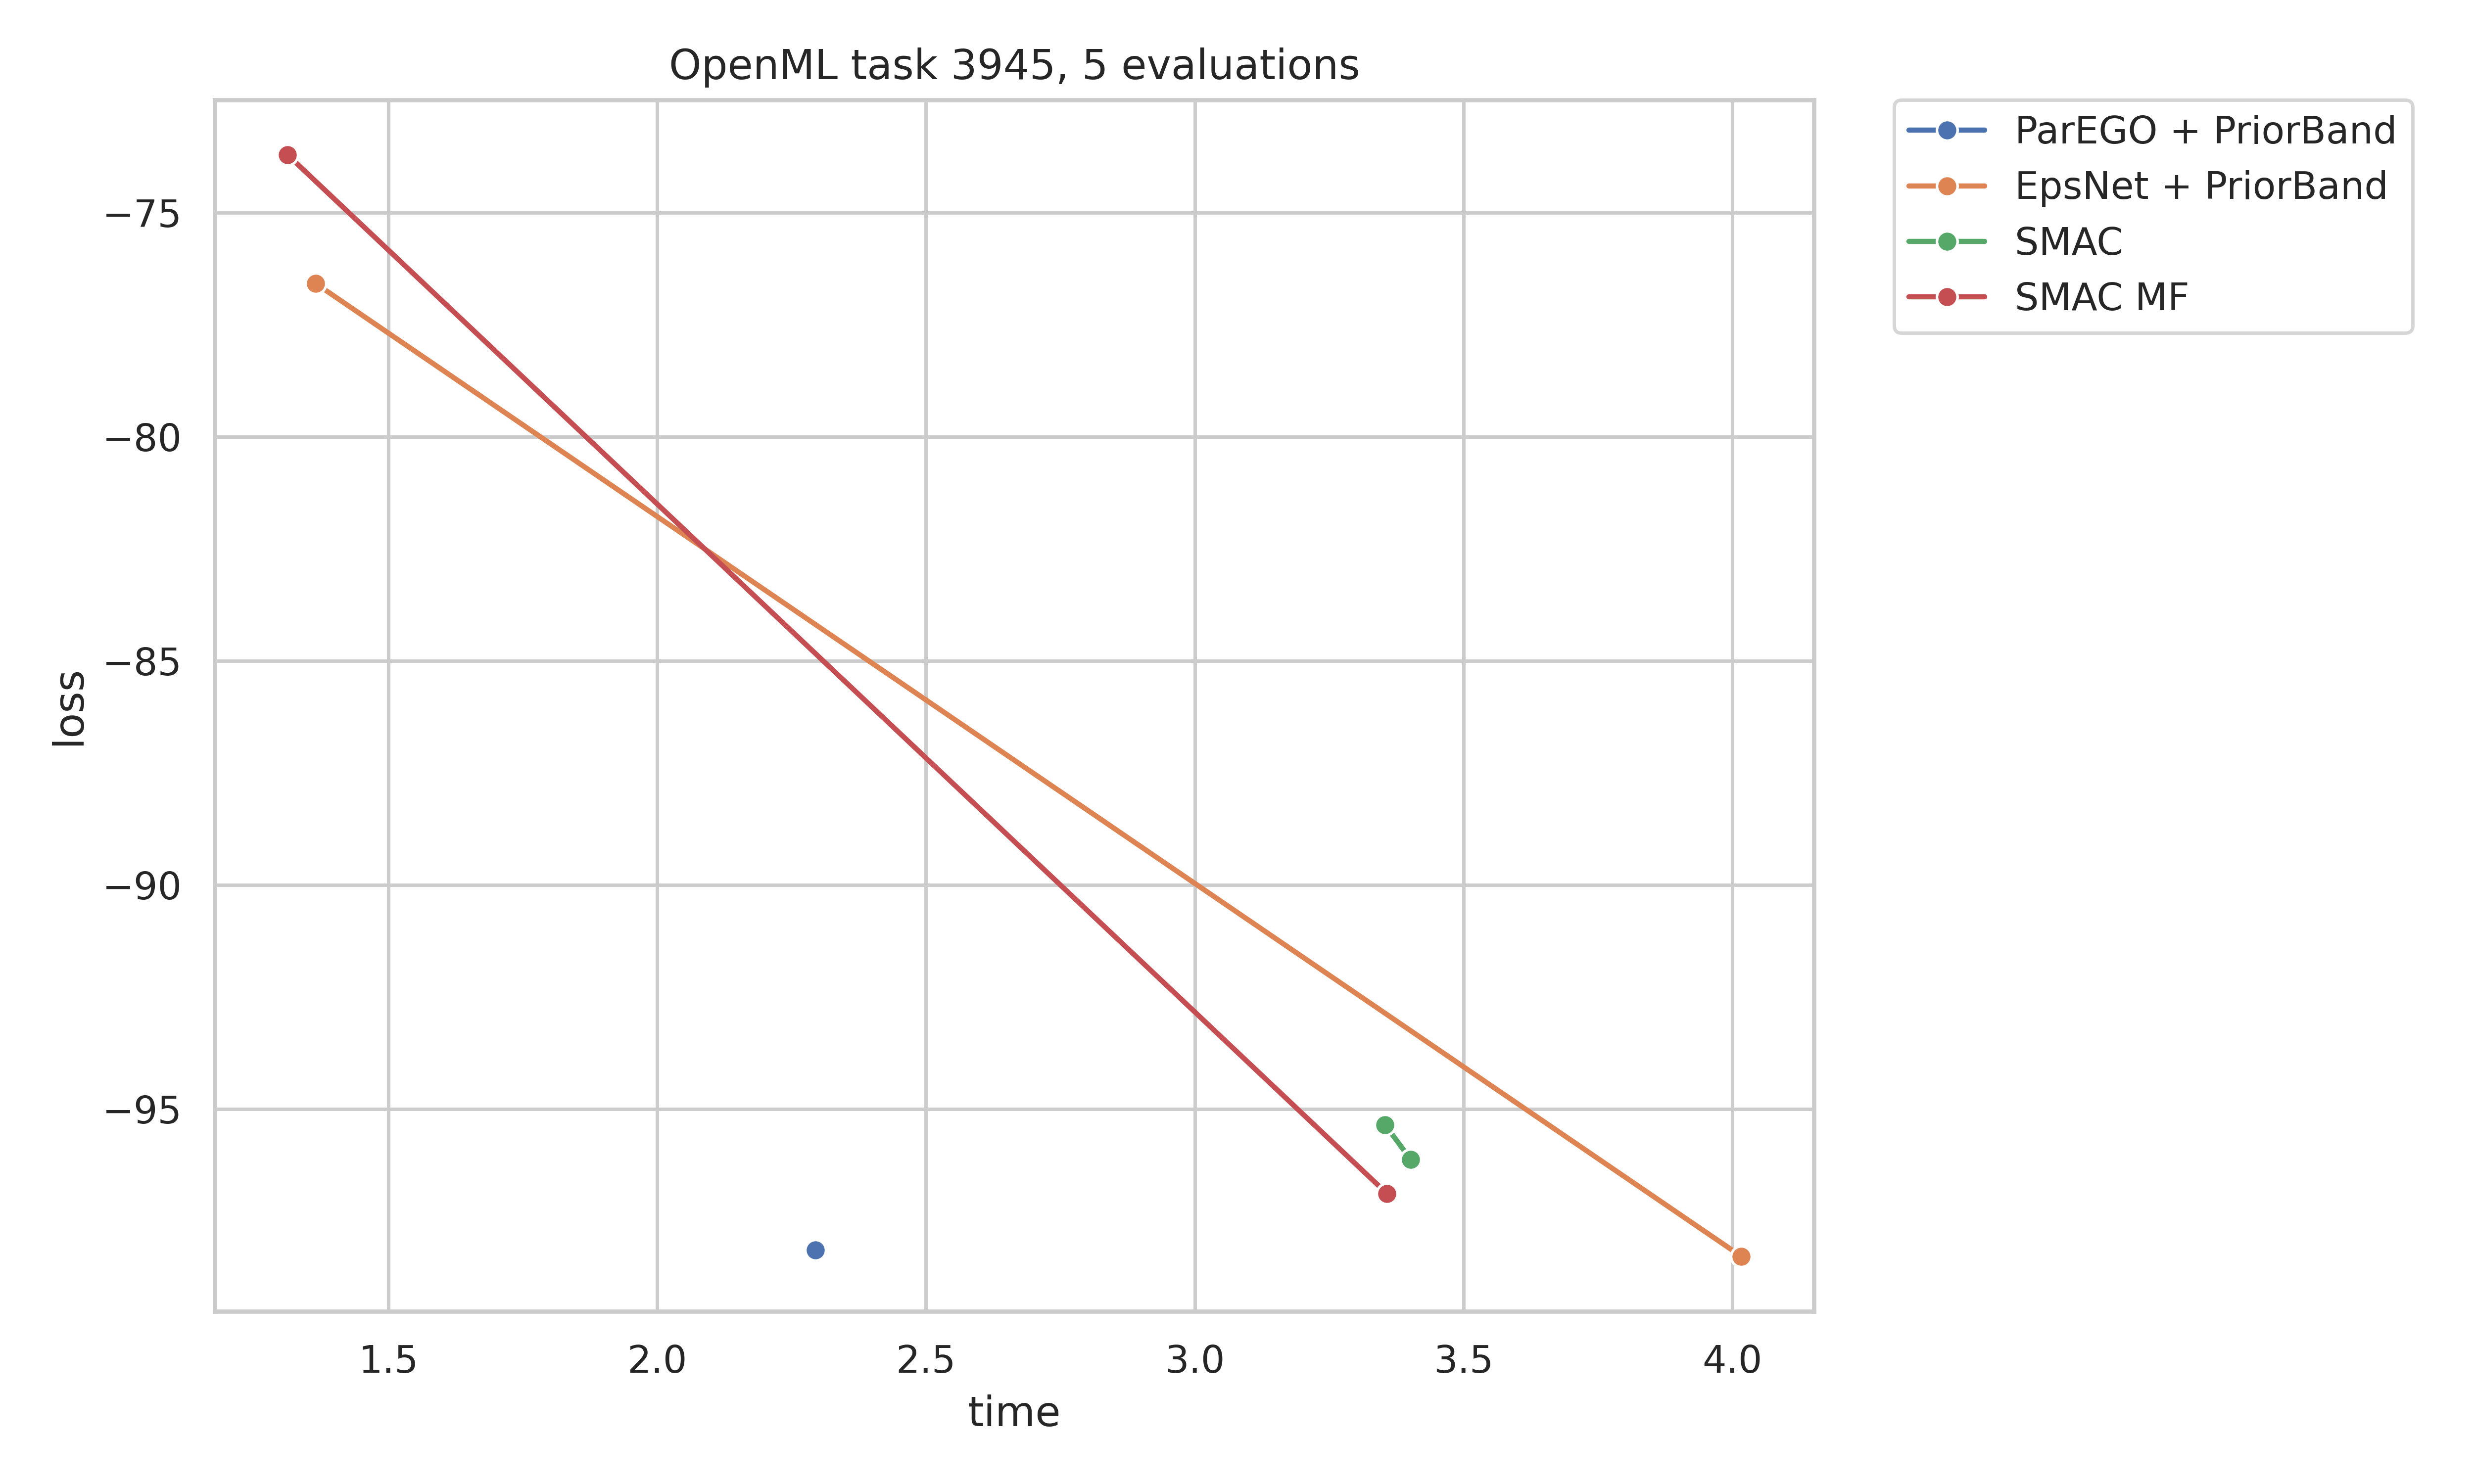 OpenML task 3945, 5 evaluations
ParEGO + PriorBand
EpsNet + PriorBand
SMAC
SMAC MF
−75
−80
−85
−90
−95
loss
1.5 2.0 2.5 3.0 3.5 4.0
time